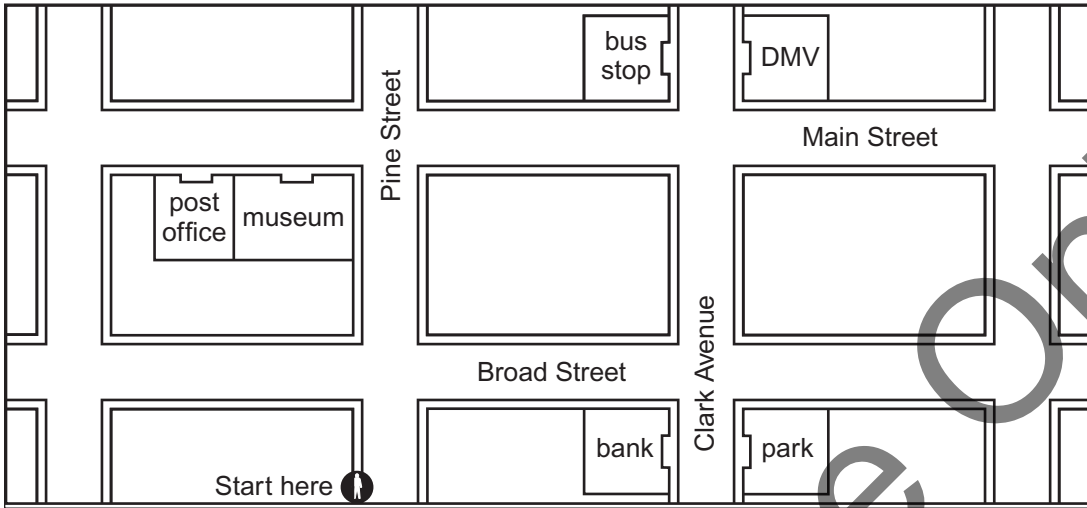 bus
stop
DMV
Pine Street
Main Street
post
office
museum
Clark Avenue
Broad Street
bank
park
Start here